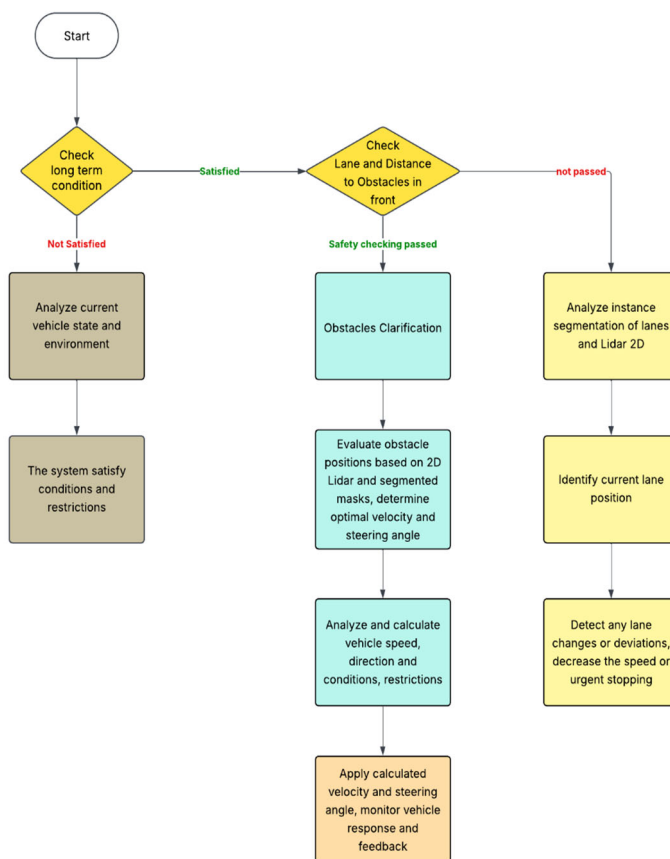 Start
Check
long term
condition
Satisfied
Check
Lane and Distance
to Obstacles in
front
not passed
Not Satisfied
Safety checking passed
Analyze current
vehicle state and
environment
Obstacles Clarification
Analyze instance
segmentation of lanes
and Lidar 2D
The system satisfy
conditions and
restrictions
Evaluate obstacle
positions based on 2D
Lidar and segmented
masks, determine
optimal velocity and
steering angle
Identify current lane
position
Analyze and calculate
vehicle speed,
direction and
conditions, restrictions
Detect any lane
changes or deviations,
decrease the speed or
urgent stopping
Apply calculated
velocity and steering
angle, monitor vehicle
response and
feedback